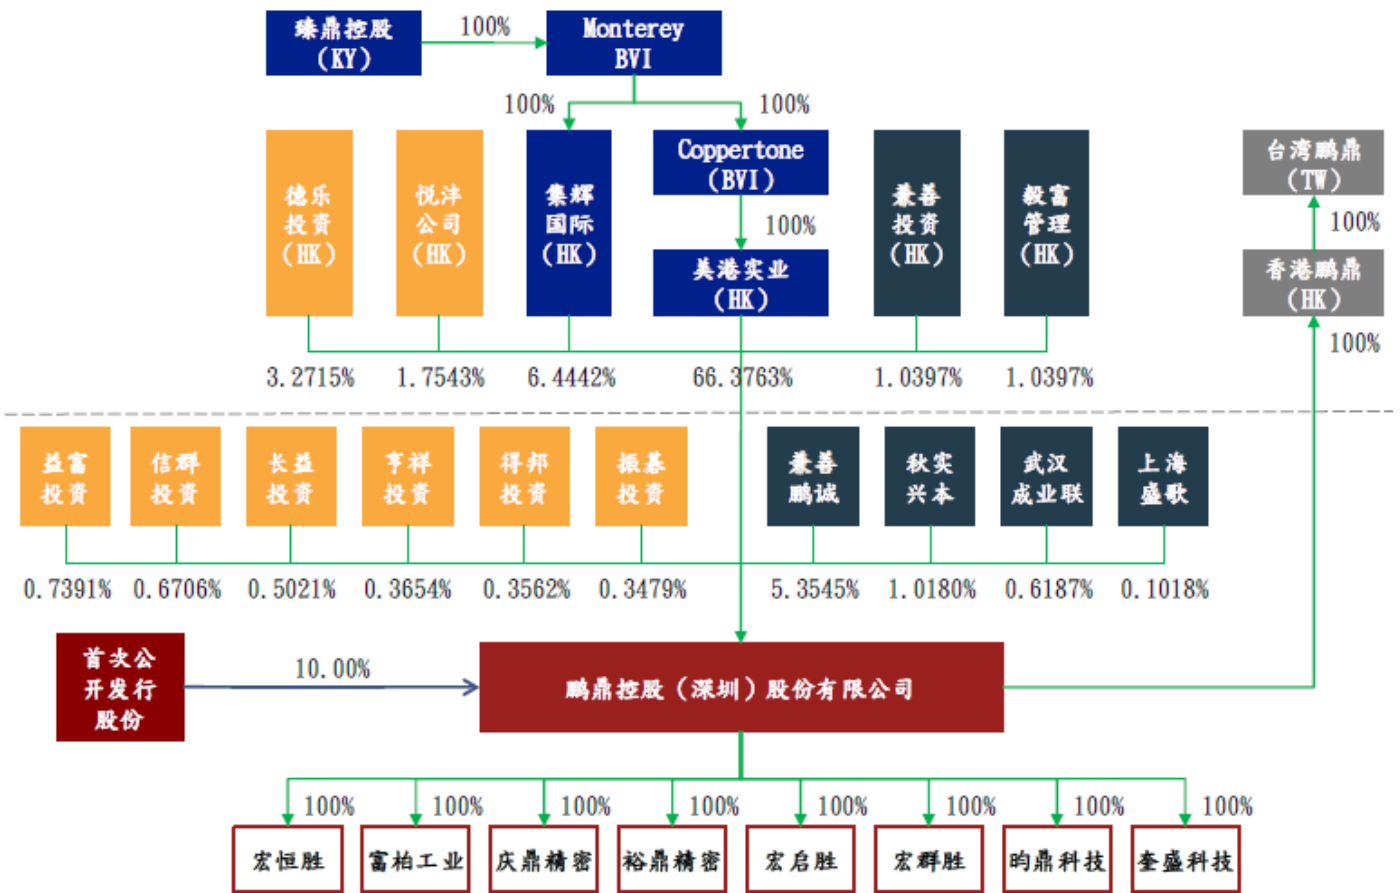 臻鼎控股
(KY)
100%
Monterey
BVI
100%
100%
德乐
投资
(HK)
悦沣
公司
(HK)
集辉
国际
(HK)
Coppertone
(BVI)
100%
美港实业
(HK)
兼善
投资
(HK)
毅富
管理
(HK)
台湾鹏鼎
(TW)
100%
香港鹏鼎
(HK)
100%
3.2715%
1.7543%
6.4442%
66.3763%
1.0397%
1.0397%
益富
投资
信群
投资
长益
投资
亨祥
投资
得邦
投资
振碁
投资
兼善
鹏诚
秋实
兴本
武汉
成业联
上海
盛歌
0.7391%
0.6706%
0.5021%
0.3654%
0.3562%
0.3479%
5.3545%
1.0180%
0.6187%
0.1018%
首次公
开发行
股份
10.00%
鹏鼎控股（深圳）股份有限公司
100%
100%
100%
100%
100%
100%
100%
100%
宏恒胜
富柏工业
庆鼎精密
裕鼎精密
宏启胜
宏群胜
昀鼎科技
奎盛科技